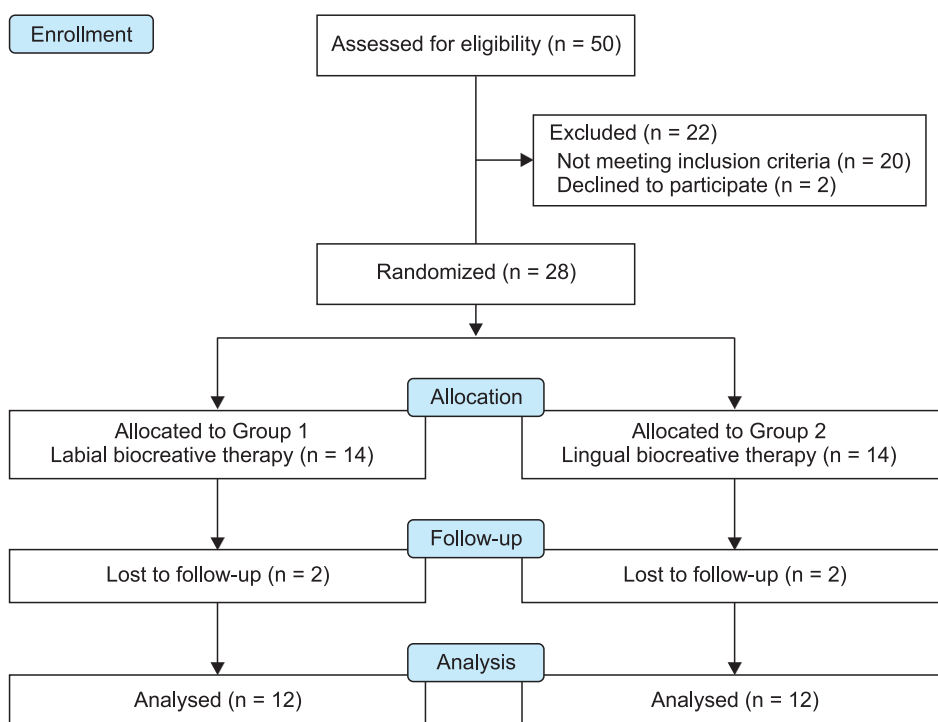 Enrollment
Assessed for eligibility (n = 50)
Excluded (n = 22)
Not meeting inclusion criteria (n = 20)
Declined to participate (n = 2)
Randomized (n = 28)
Allocation
Allocated to Group 1
Labial biocreative therapy (n = 14)
Allocated to Group 2
Lingual biocreative therapy (n = 14)
Follow-up
Lost to follow-up (n = 2)
Lost to follow-up (n = 2)
Analysis
Analysed (n = 12)
Analysed (n = 12)